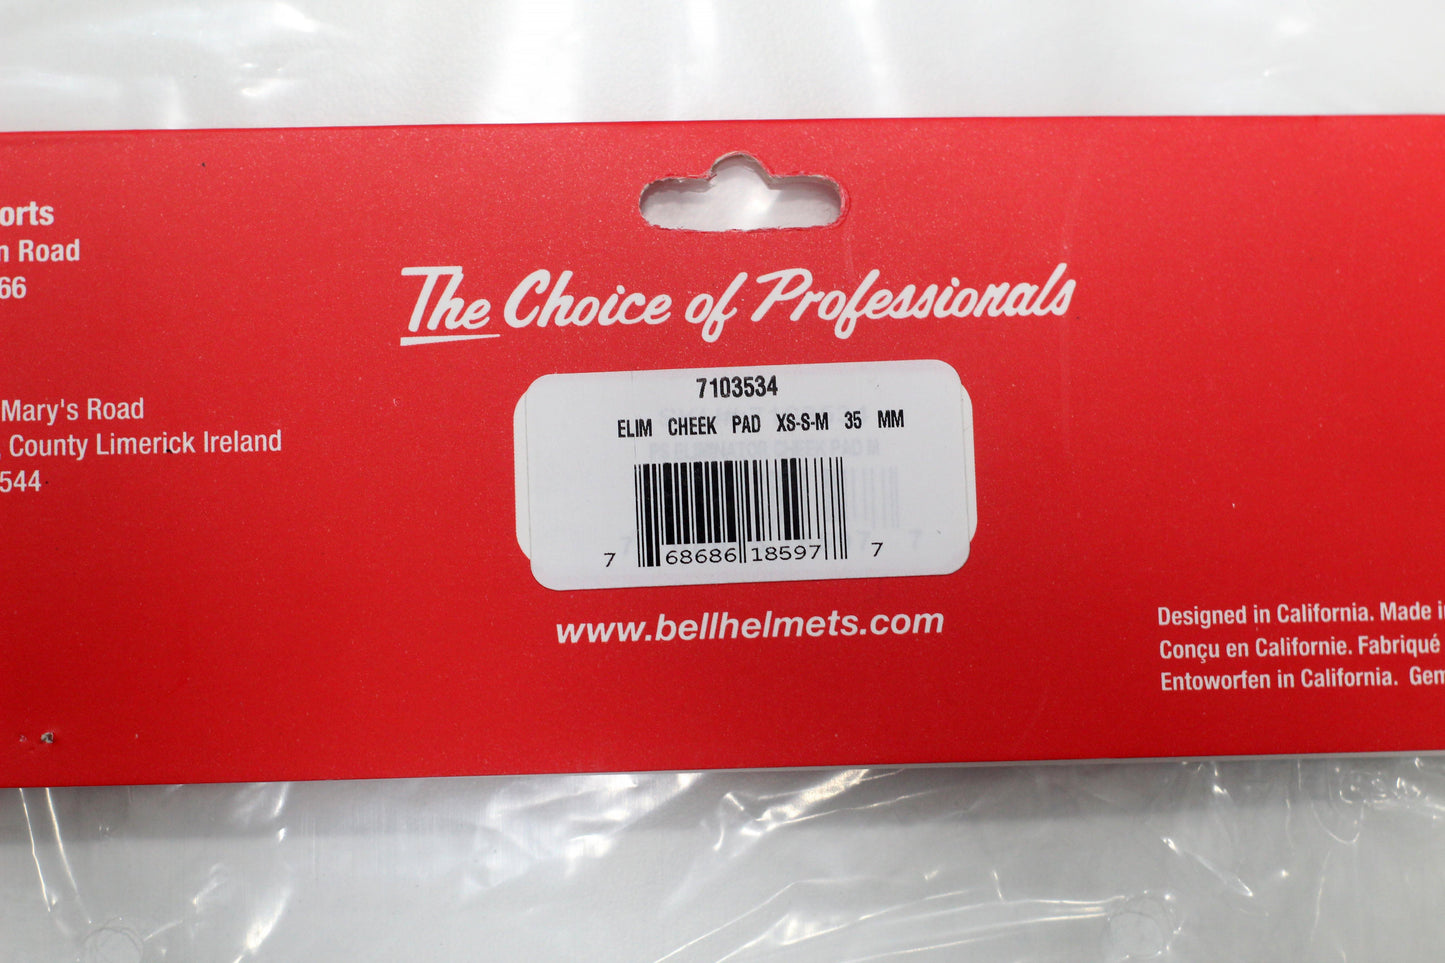 orts
n Road
66
Mary's Road
, County Limerick Ireland
544
The Choice of Professionals
7103534
ELIM CHEEK PAD XS-S-M 35 MM
7 68686 18597 7
www.bellhelmets.com
Designed in California. Made in
Conçu en Californie. Fabriqué
Entoworfen in California. Gem